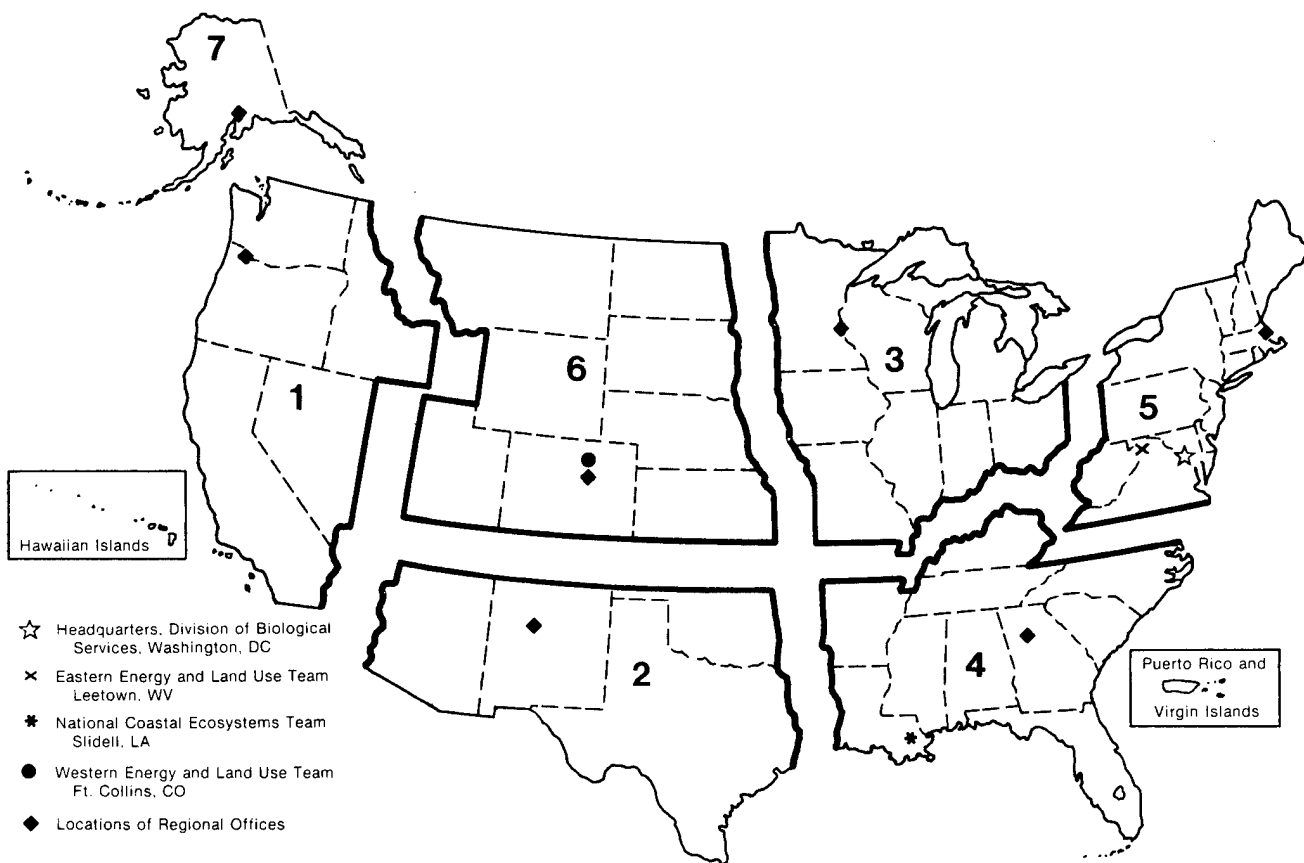 7
1
6
3
5
2
4
Hawaiian Islands
Puerto Rico and
Virgin Islands
Headquarters, Division of Biological
Services, Washington, DC
Eastern Energy and Land Use Team
Leetown, WV
National Coastal Ecosystems Team
Slidell, LA
Western Energy and Land Use Team
Ft. Collins, CO
Locations of Regional Offices